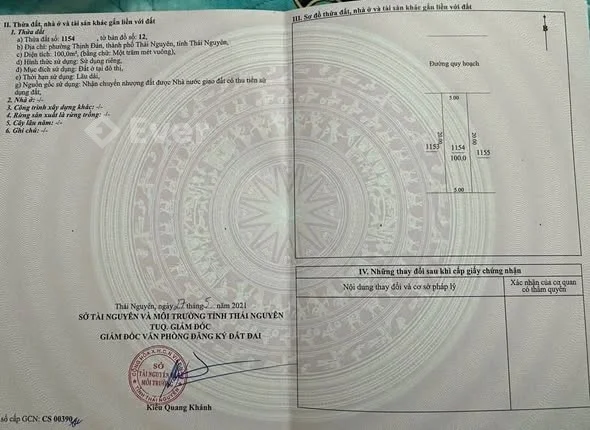 II. Thửa đất, nhà ở và tài sản khác gắn liền với đất
1. Thửa đất
a) Thửa đất số: 1154 , tờ bản đồ số: 12,
b) Địa chỉ: phường Thịnh Đán, thành phố Thái Nguyên, tỉnh Thái Nguyên,
c) Diện tích: 100,0m², (bằng chữ: Một trăm mét vuông),
d) Hình thức sử dụng: Sử dụng riêng,
đ) Mục đích sử dụng: Đất ở tại đô thị,
e) Thời hạn sử dụng: Lâu dài,
g) Nguồn gốc sử dụng: Nhận chuyển nhượng đất được Nhà nước giao đất có thu tiền sử
dụng đất,
2. Nhà ở: -/-
3. Công trình xây dựng khác: -/-
4. Rừng sản xuất là rừng trồng: -/-
5. Cây lâu năm: -/-
6. Ghi chú: -/-
Thái Nguyên, ngày tháng 5 năm 2021
SỞ TÀI NGUYÊN VÀ MÔI TRƯỜNG TỈNH THÁI NGUYÊN
TUQ. GIÁM ĐỐC
GIÁM ĐỐC VĂN PHÒNG ĐĂNG KÝ ĐẤT ĐAI
SỞ
TÀI NGUYÊN
MÔI TRƯỜNG
TỈNH THÁI NGUYÊN
Kiều Quang Khánh
số cấp GCN: CS 00390
III. Sơ đồ thửa đất, nhà ở và tài sản khác gắn liền với đất
B
Đường quy hoạch
5.00
20.00
20.00
1153
1154
100.0
1155
5.00
IV. Những thay đổi sau khi cấp giấy chứng nhận
Nội dung thay đổi và cơ sở pháp lý
Xác nhận của cơ quan
có thẩm quyền